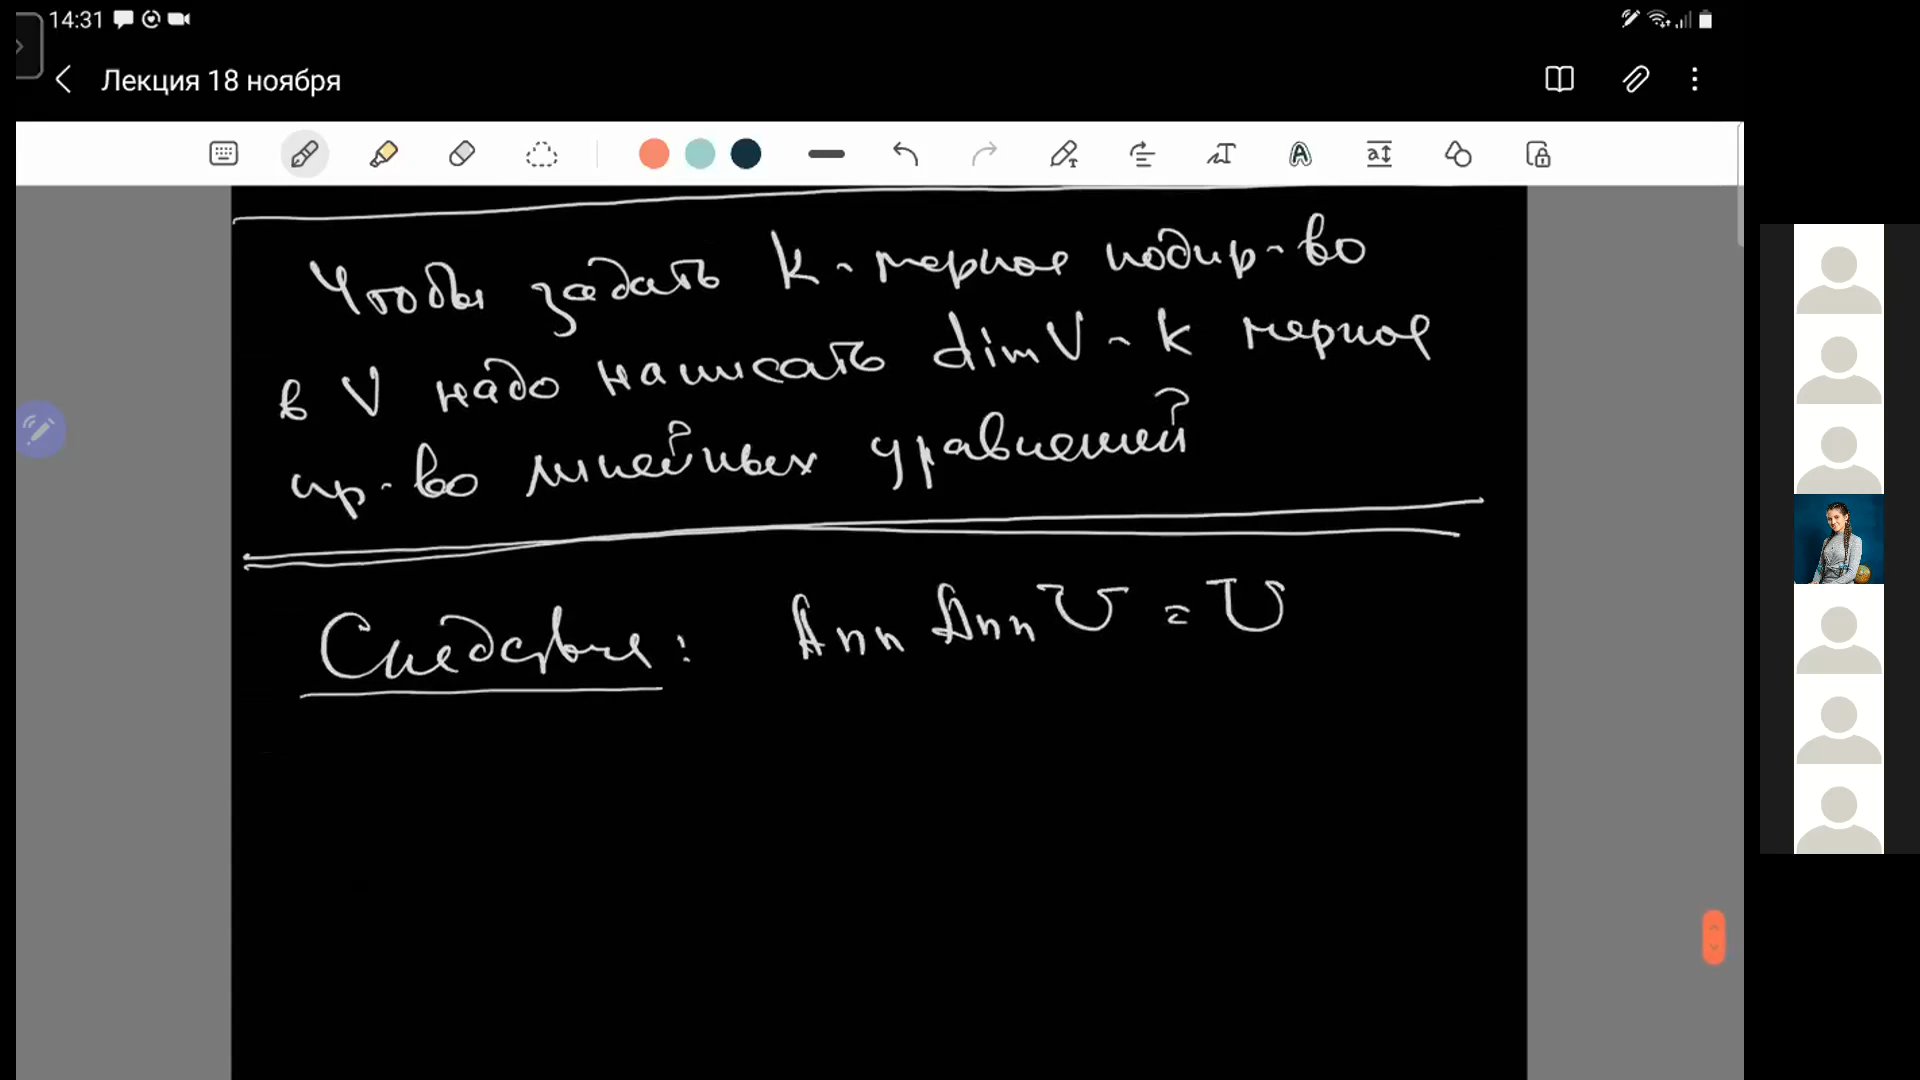 14:31
Лекция 18 ноября
Чтобы задать k-мерное подпр-во
в V надо написать dim V - k мерное
пр-во линейных уравнений
Следствие: Ann Ann U = U